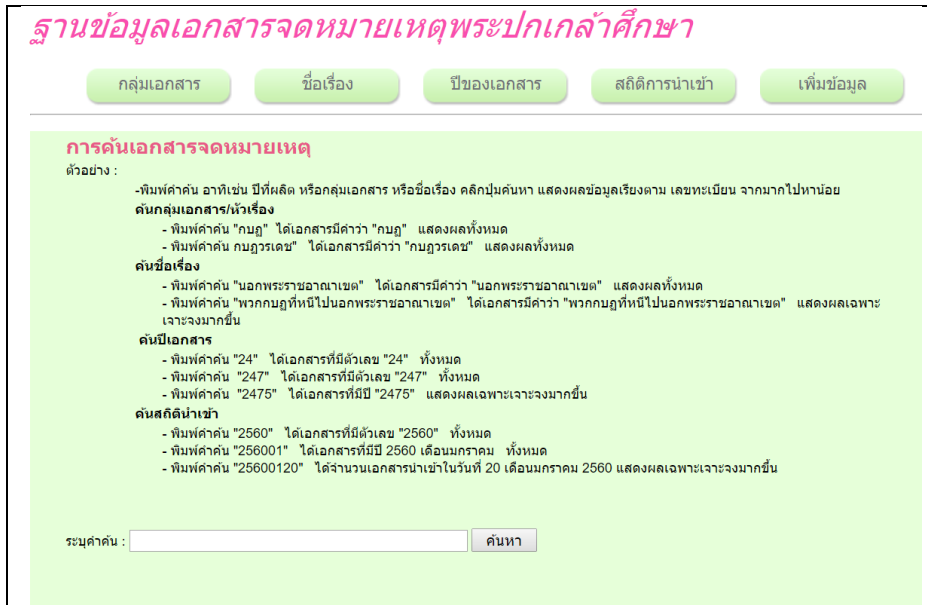 ฐานข้อมูลเอกสารจดหมายเหตุพระปกเกล้าศึกษา
กลุ่มเอกสาร ชื่อเรื่อง ปีของเอกสาร สถิติการนำเข้า เพิ่มข้อมูล
การค้นเอกสารจดหมายเหตุ
ตัวอย่าง :
-พิมพ์คำค้น อาทิเช่น ปีที่ผลิต หรือกลุ่มเอกสาร หรือชื่อเรื่อง คลิกปุ่มค้นหา แสดงผลข้อมูลเรียงตาม เลขทะเบียน จากมากไปหาน้อย
ค้นกลุ่มเอกสาร/หัวเรื่อง
- พิมพ์คำค้น "กบฏ" ได้เอกสารมีคำว่า "กบฏ" แสดงผลทั้งหมด
- พิมพ์คำค้น กบฏวรเดช" ได้เอกสารมีคำว่า "กบฏวรเดช" แสดงผลทั้งหมด
ค้นชื่อเรื่อง
- พิมพ์คำค้น "นอกพระราชอาณาเขต" ได้เอกสารมีคำว่า "นอกพระราชอาณาเขต" แสดงผลทั้งหมด
- พิมพ์คำค้น "พวกกบฏที่หนีไปนอกพระราชอาณาเขต" ได้เอกสารมีคำว่า "พวกกบฏที่หนีไปนอกพระราชอาณาเขต" แสดงผลเฉพาะ
เจาะจงมากขึ้น
ค้นปีเอกสาร
- พิมพ์คำค้น "24" ได้เอกสารที่มีตัวเลข "24" ทั้งหมด
- พิมพ์คำค้น "247" ได้เอกสารที่มีตัวเลข "247" ทั้งหมด
- พิมพ์คำค้น "2475" ได้เอกสารที่มีปี "2475" แสดงผลเฉพาะเจาะจงมากขึ้น
ค้นสถิตินำเข้า
- พิมพ์คำค้น "2560" ได้เอกสารที่มีตัวเลข "2560" ทั้งหมด
- พิมพ์คำค้น "256001" ได้เอกสารที่มีปี 2560 เดือนมกราคม ทั้งหมด
- พิมพ์คำค้น "25600120" ได้จำนวนเอกสารนำเข้าในวันที่ 20 เดือนมกราคม 2560 แสดงผลเฉพาะเจาะจงมากขึ้น
ระบุคำค้น : ค้นหา